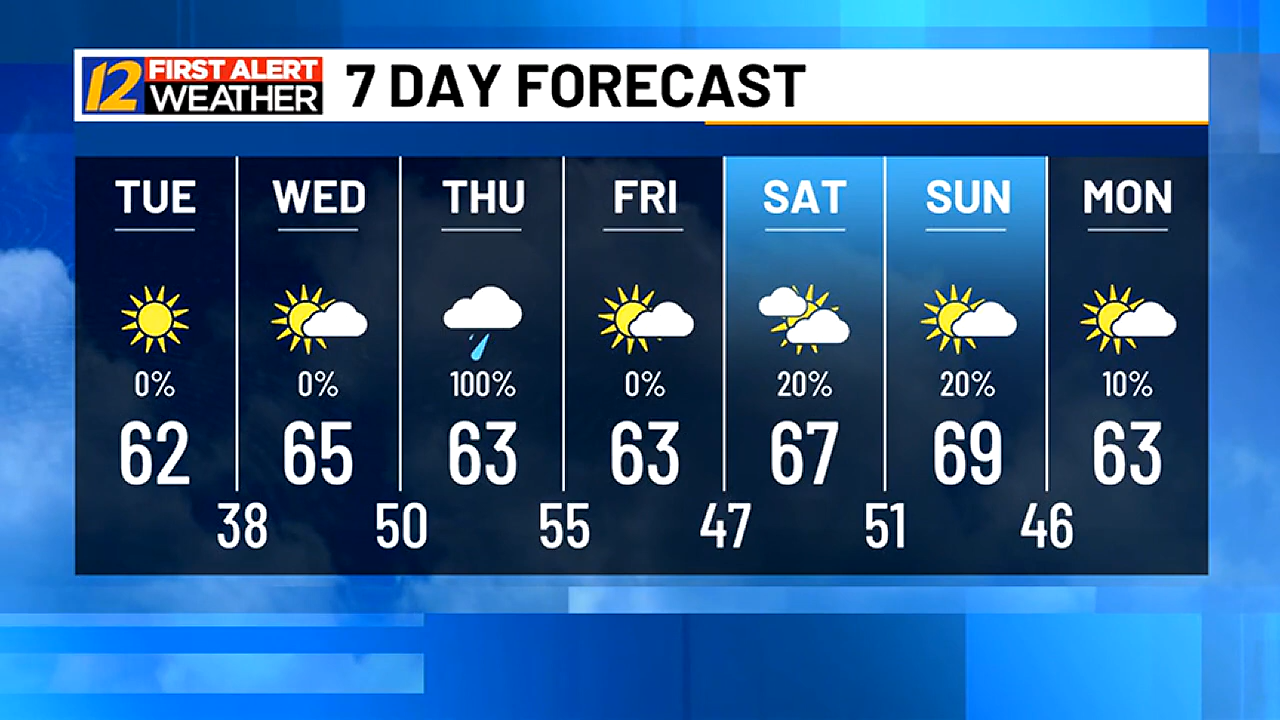 12 FIRST ALERT WEATHER 7 DAY FORECAST
TUE WED THU FRI SAT SUN MON
0% 0% 100% 0% 20% 20% 10%
62 65 63 63 67 69 63
38 50 55 47 51 46